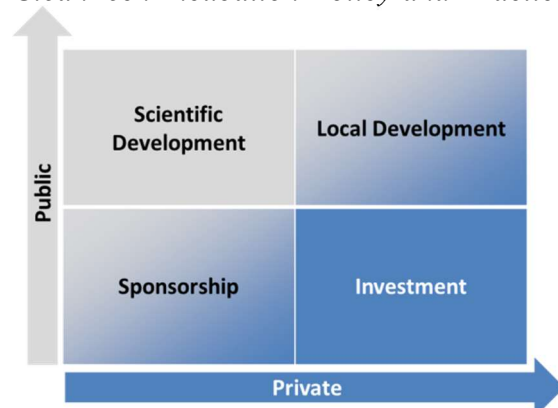 Public
Scientific
Development
Local Development
Sponsorship
Investment
Private